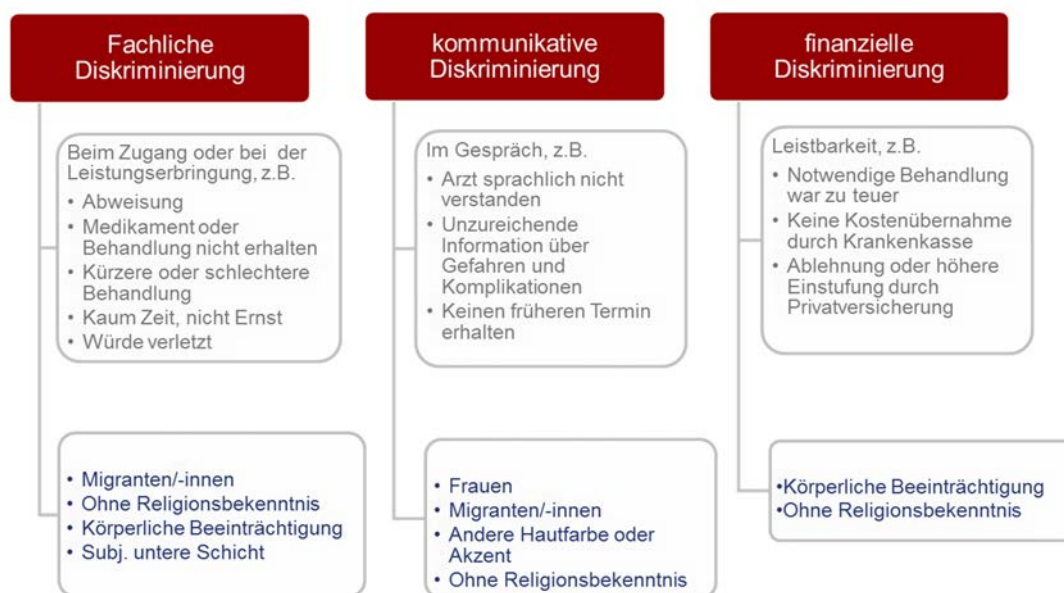 Fachliche
Diskriminierung
Beim Zugang oder bei der
Leistungserbringung, z.B.
• Abweisung
• Medikament oder
Behandlung nicht erhalten
• Kürzere oder schlechtere
Behandlung
• Kaum Zeit, nicht Ernst
• Würde verletzt
• Migranten/-innen
• Ohne Religionsbekenntnis
• Körperliche Beeinträchtigung
• Subj. untere Schicht
kommunikative
Diskriminierung
Im Gespräch, z.B.
• Arzt sprachlich nicht
verstanden
• Unzureichende
Information über
Gefahren und
Komplikationen
• Keinen früheren Termin
erhalten
• Frauen
• Migranten/-innen
• Andere Hautfarbe oder
Akzent
• Ohne Religionsbekenntnis
finanzielle
Diskriminierung
Leistbarkeit, z.B.
• Notwendige Behandlung
war zu teuer
• Keine Kostenübernahme
durch Krankenkasse
• Ablehnung oder höhere
Einstufung durch
Privatversicherung
•Körperliche Beeinträchtigung
•Ohne Religionsbekenntnis